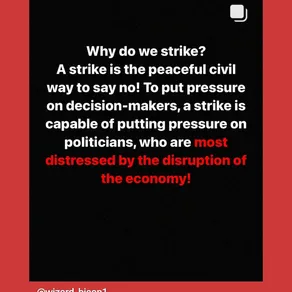 Why do we strike?
A strike is the peaceful civil
way to say no! To put pressure
on decision-makers, a strike is
capable of putting pressure on
politicians, who are most
distressed by the disruption of
the economy!